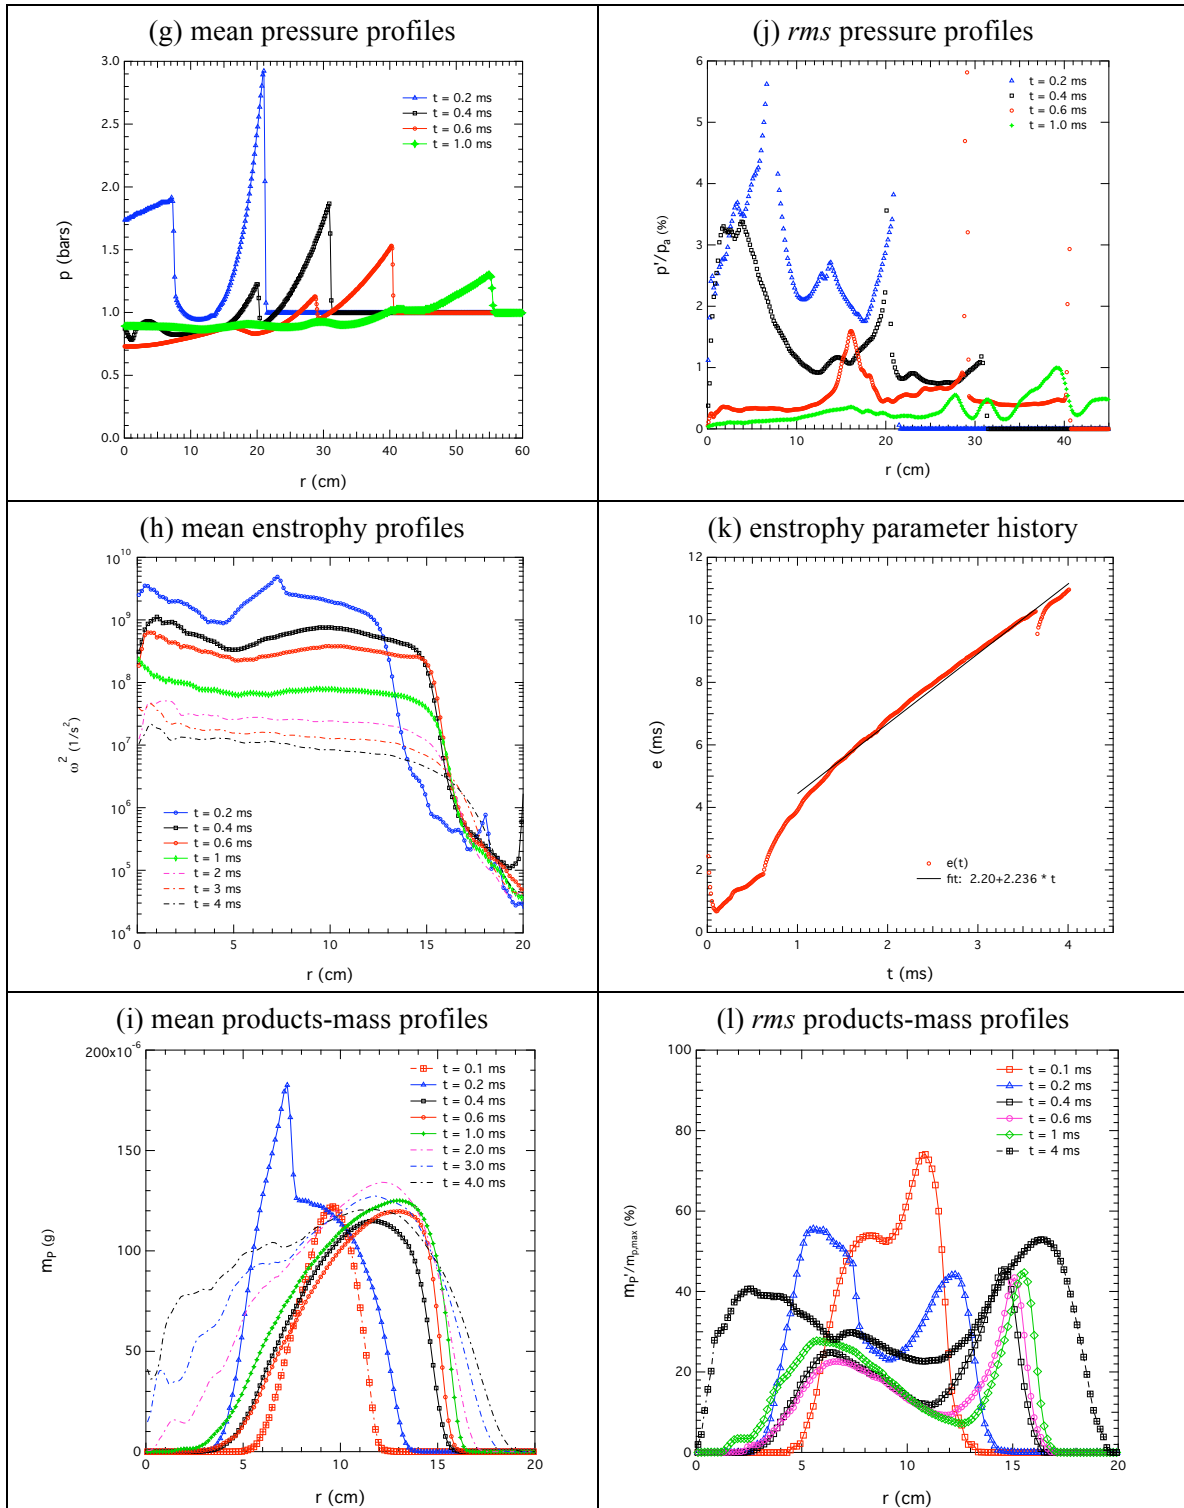 (g) mean pressure profiles
3.0
2.5
2.0
1.5
1.0
0.5
0.0
p (bars)
t = 0.2 ms
t = 0.4 ms
t = 0.6 ms
t = 1.0 ms
0 10 20 30 40 50 60
r (cm)
(j) rms pressure profiles
6
5
4
3
2
1
0
p'/pa (%)
t = 0.2 ms
t = 0.4 ms
t = 0.6 ms
t = 1.0 ms
0 10 20 30 40
r (cm)
(h) mean enstrophy profiles
10^10
10^9
10^8
10^7
10^6
10^5
10^4
ω^2 (1/s^2)
t = 0.2 ms
t = 0.4 ms
t = 0.6 ms
t = 1 ms
t = 2 ms
t = 3 ms
t = 4 ms
0 5 10 15 20
r (cm)
(k) enstrophy parameter history
12
10
8
6
4
2
0
e (ms)
e(t)
fit: 2.20+2.236 * t
0 1 2 3 4
t (ms)
(i) mean products-mass profiles
200x10^-6
150
100
50
0
mP (g)
t = 0.1 ms
t = 0.2 ms
t = 0.4 ms
t = 0.6 ms
t = 1.0 ms
t = 2.0 ms
t = 3.0 ms
t = 4.0 ms
0 5 10 15 20
r (cm)
(l) rms products-mass profiles
100
80
60
40
20
0
mP'/mp,max (%)
t = 0.1 ms
t = 0.2 ms
t = 0.4 ms
t = 0.6 ms
t = 1 ms
t = 4 ms
0 5 10 15 20
r (cm)